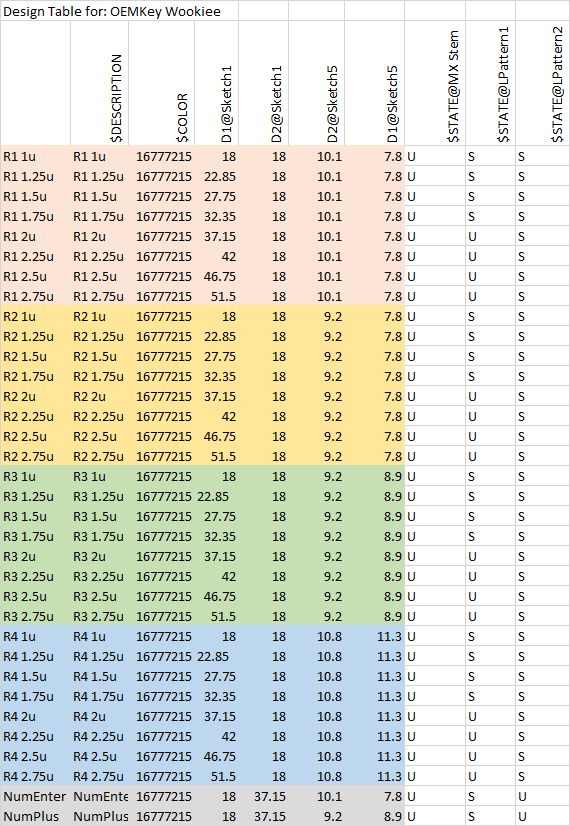 Design Table for: OEMKey Wookiee
$DESCRIPTION $COLOR D1@Sketch1 D2@Sketch1 D2@Sketch5 D1@Sketch5 $STATE@MX Stem $STATE@LPattern1 $STATE@LPattern2
R1 1u R1 1u 16777215 18 18 10.1 7.8 U S S
R1 1.25u R1 1.25u 16777215 22.85 18 10.1 7.8 U S S
R1 1.5u R1 1.5u 16777215 27.75 18 10.1 7.8 U S S
R1 1.75u R1 1.75u 16777215 32.35 18 10.1 7.8 U S S
R1 2u R1 2u 16777215 37.15 18 10.1 7.8 U U S
R1 2.25u R1 2.25u 16777215 42 18 10.1 7.8 U U S
R1 2.5u R1 2.5u 16777215 46.75 18 10.1 7.8 U U S
R1 2.75u R1 2.75u 16777215 51.5 18 10.1 7.8 U U S
R2 1u R2 1u 16777215 18 18 9.2 7.8 U S S
R2 1.25u R2 1.25u 16777215 22.85 18 9.2 7.8 U S S
R2 1.5u R2 1.5u 16777215 27.75 18 9.2 7.8 U S S
R2 1.75u R2 1.75u 16777215 32.35 18 9.2 7.8 U S S
R2 2u R2 2u 16777215 37.15 18 9.2 7.8 U U S
R2 2.25u R2 2.25u 16777215 42 18 9.2 7.8 U U S
R2 2.5u R2 2.5u 16777215 46.75 18 9.2 7.8 U U S
R2 2.75u R2 2.75u 16777215 51.5 18 9.2 7.8 U U S
R3 1u R3 1u 16777215 18 18 9.2 8.9 U S S
R3 1.25u R3 1.25u 16777215 22.85 18 9.2 8.9 U S S
R3 1.5u R3 1.5u 16777215 27.75 18 9.2 8.9 U S S
R3 1.75u R3 1.75u 16777215 32.35 18 9.2 8.9 U S S
R3 2u R3 2u 16777215 37.15 18 9.2 8.9 U U S
R3 2.25u R3 2.25u 16777215 42 18 9.2 8.9 U U S
R3 2.5u R3 2.5u 16777215 46.75 18 9.2 8.9 U U S
R3 2.75u R3 2.75u 16777215 51.5 18 9.2 8.9 U U S
R4 1u R4 1u 16777215 18 18 10.8 11.3 U S S
R4 1.25u R4 1.25u 16777215 22.85 18 10.8 11.3 U S S
R4 1.5u R4 1.5u 16777215 27.75 18 10.8 11.3 U S S
R4 1.75u R4 1.75u 16777215 32.35 18 10.8 11.3 U S S
R4 2u R4 2u 16777215 37.15 18 10.8 11.3 U U S
R4 2.25u R4 2.25u 16777215 42 18 10.8 11.3 U U S
R4 2.5u R4 2.5u 16777215 46.75 18 10.8 11.3 U U S
R4 2.75u R4 2.75u 16777215 51.5 18 10.8 11.3 U U S
NumEnter NumEnte 16777215 18 37.15 10.1 7.8 U S U
NumPlus NumPlus 16777215 18 37.15 9.2 8.9 U S U